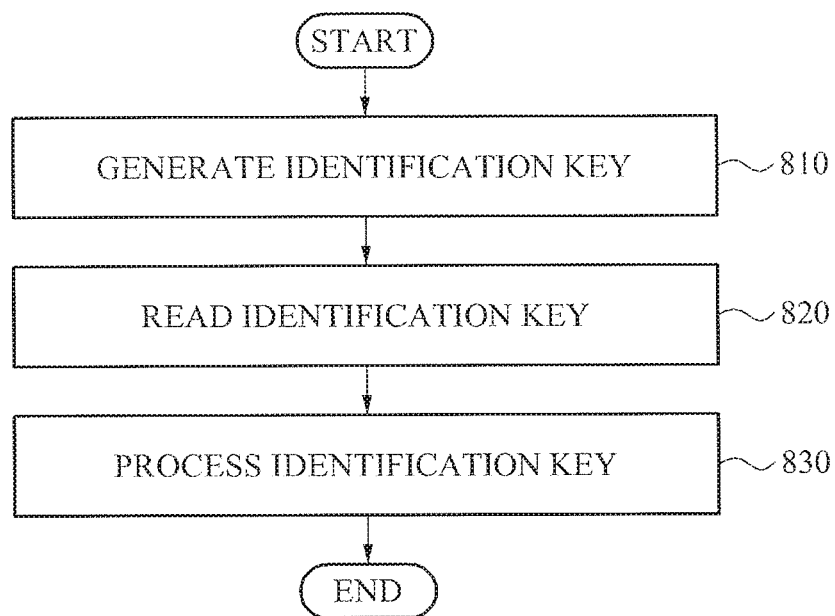 START
GENERATE IDENTIFICATION KEY 810
READ IDENTIFICATION KEY 820
PROCESS IDENTIFICATION KEY 830
END